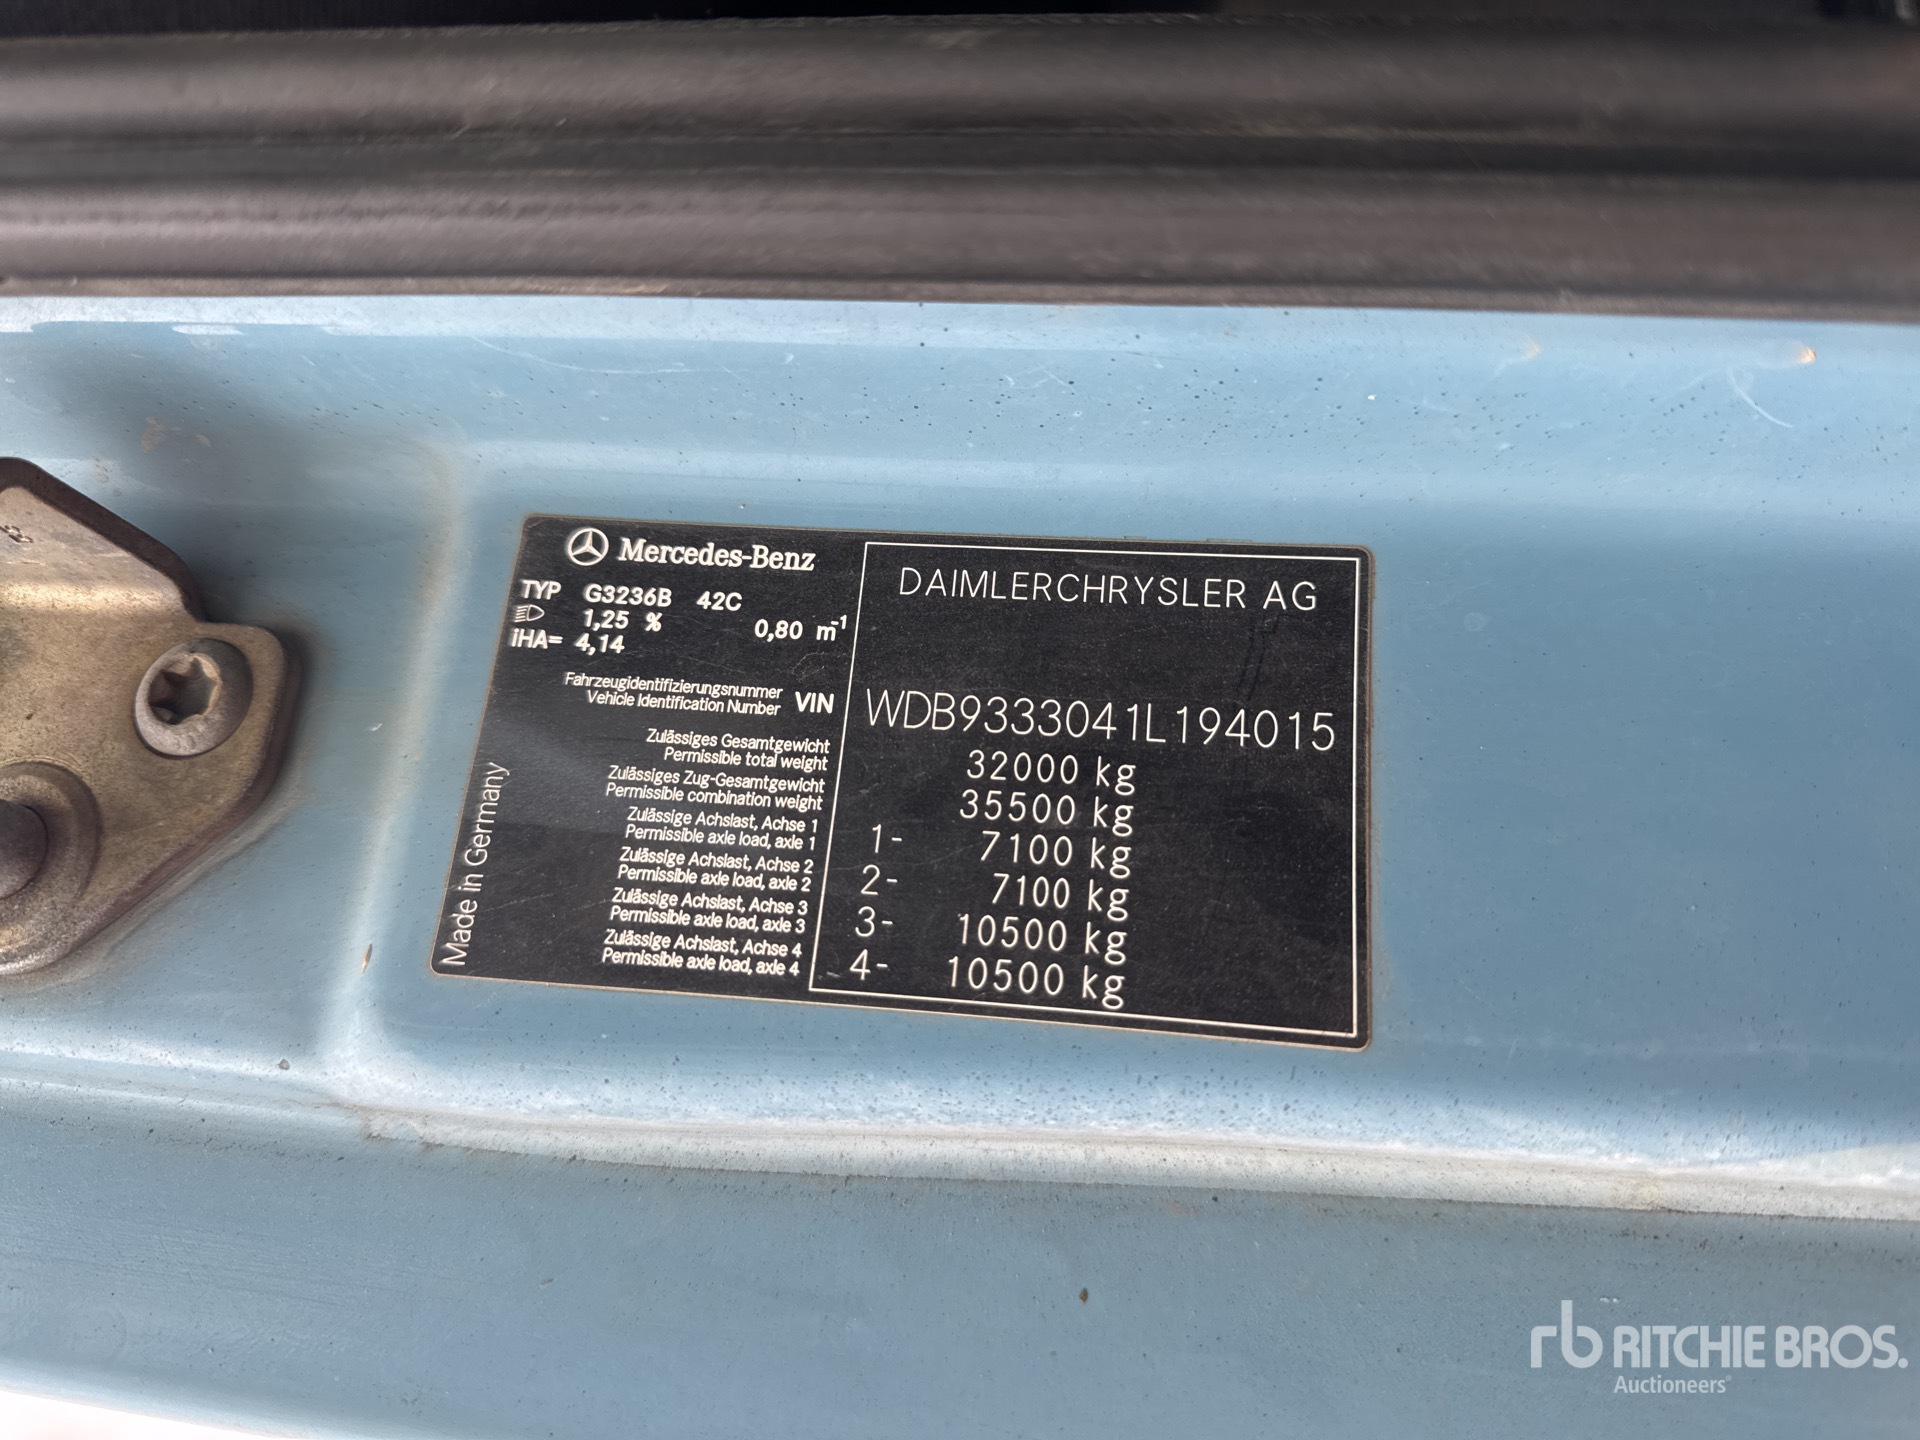 Mercedes-Benz
TYP G3236B 42C
1,25 % 0,80 m-1
iHA= 4,14
DAIMLERCHRYSLER AG
Fahrzeugidentifizierungsnummer
Vehicle Identification Number VIN WDB9333041L194015
Zulässiges Gesamtgewicht
Permissible total weight 32000 kg
Zulässiges Zug-Gesamtgewicht
Permissible combination weight 35500 kg
Zulässige Achslast, Achse 1
Permissible axle load, axle 1 1- 7100 kg
Zulässige Achslast, Achse 2
Permissible axle load, axle 2 2- 7100 kg
Zulässige Achslast, Achse 3
Permissible axle load, axle 3 3- 10500 kg
Zulässige Achslast, Achse 4
Permissible axle load, axle 4 4- 10500 kg
Made in Germany
rb RITCHIE BROS.
Auctioneers